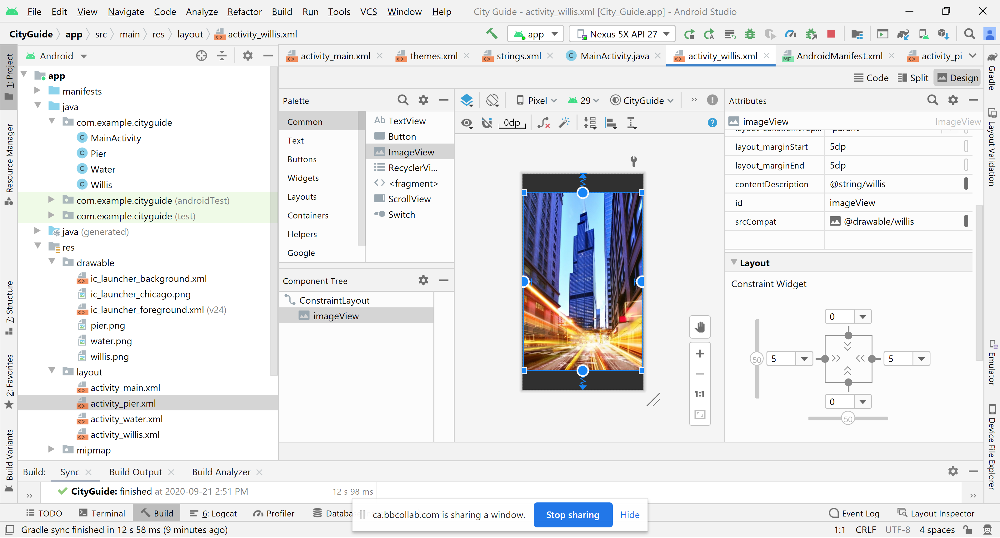 File Edit View Navigate Code Analyze Refactor Build Run Tools VCS Window Help City Guide - activity_willis.xml [City_Guide.app] - Android Studio
CityGuide app src main res layout activity_willis.xml app Nexus 5X API 27
Android
activity_main.xml themes.xml strings.xml MainActivity.java activity_willis.xml AndroidManifest.xml activity_pi
Code Split Design
1: Project
Resource Manager
7: Structure
2: Favorites
Build Variants
app
manifests
java
com.example.cityguide
MainActivity
Pier
Water
Willis
com.example.cityguide (androidTest)
com.example.cityguide (test)
java (generated)
res
drawable
ic_launcher_background.xml
ic_launcher_chicago.png
ic_launcher_foreground.xml (v24)
pier.png
water.png
willis.png
layout
activity_main.xml
activity_pier.xml
activity_water.xml
activity_willis.xml
mipmap
Palette
Common
Text
Buttons
Widgets
Layouts
Containers
Helpers
Google
Ab TextView
Button
ImageView
RecyclerVi...
<fragment>
ScrollView
Switch
Component Tree
ConstraintLayout
imageView
Pixel 29 CityGuide
0dp
1:1
Attributes
imageView ImageView
layout_marginStart 5dp
layout_marginEnd 5dp
contentDescription @string/willis
id imageView
srcCompat @drawable/willis
Layout
Constraint Widget
0
50 5 5
0
50
Gradle
Layout Validation
Emulator
Device File Explorer
Build: Sync Build Output Build Analyzer
CityGuide: finished at 2020-09-21 2:51 PM 12 s 98 ms
TODO Terminal Build 6: Logcat Profiler Event Log Layout Inspector
ca.bbcollab.com is sharing a window. Stop sharing Hide
Gradle sync finished in 12 s 58 ms (9 minutes ago) 1:1 CRLF UTF-8 4 spaces